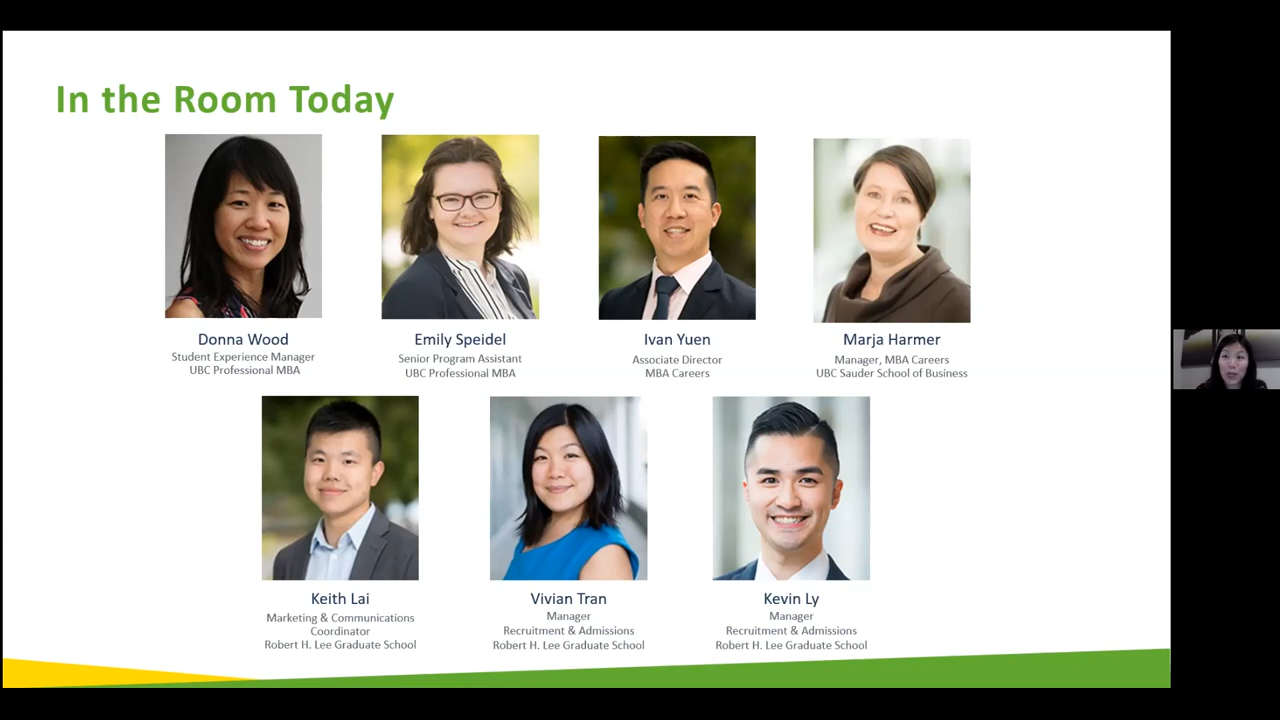 In the Room Today
Donna Wood
Student Experience Manager
UBC Professional MBA
Emily Speidel
Senior Program Assistant
UBC Professional MBA
Ivan Yuen
Associate Director
MBA Careers
Marja Harmer
Manager, MBA Careers
UBC Sauder School of Business
Keith Lai
Marketing & Communications
Coordinator
Robert H. Lee Graduate School
Vivian Tran
Manager
Recruitment & Admissions
Robert H. Lee Graduate School
Kevin Ly
Manager
Recruitment & Admissions
Robert H. Lee Graduate School